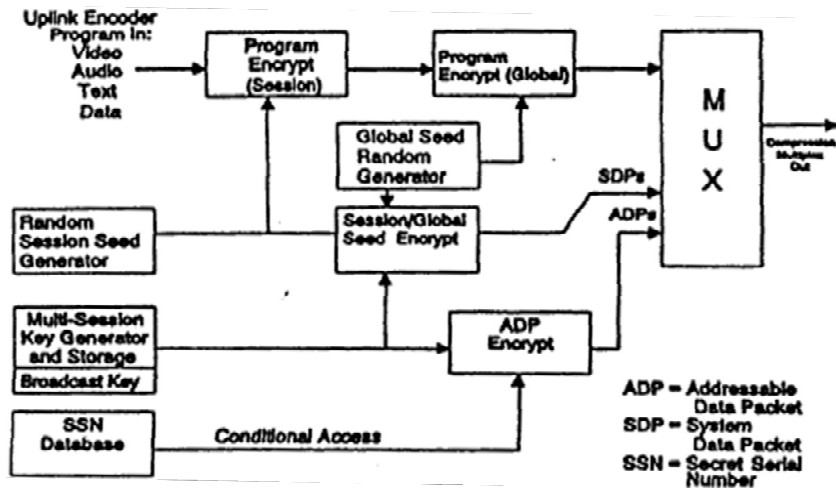 Uplink Encoder
Program In:
Video
Audio
Text
Data
Program
Encrypt
(Session)
Program
Encrypt (Global)
M
U
X
Global Seed
Random
Generator
SDPs
ADPs
Multiplex
Out
Random
Session Seed
Generator
Session/Global
Seed Encrypt
Multi-Session
Key Generator
and Storage
Broadcast Key
ADP
Encrypt
SSN
Database
Conditional Access
ADP = Addressable
Data Packet
SDP = System
Data Packet
SSN = Secret Serial
Number